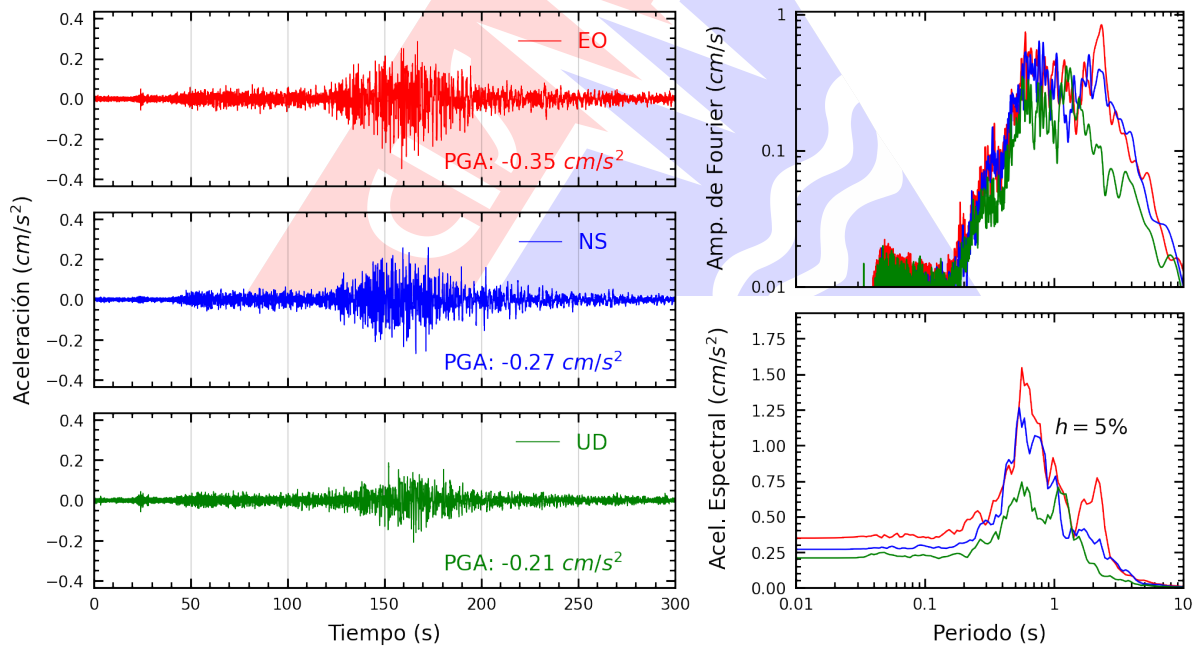 Aceleración (cm/s²)
0.4
0.2
0.0
−0.2
−0.4
EO
PGA: -0.35 cm/s²
0.4
0.2
0.0
−0.2
−0.4
NS
PGA: -0.27 cm/s²
0.4
0.2
0.0
−0.2
−0.4
UD
PGA: -0.21 cm/s²
0 50 100 150 200 250 300
Tiempo (s)
Amp. de Fourier (cm/s)
1
0.1
0.01
Acel. Espectral (cm/s²)
1.75
1.50
1.25
1.00
0.75
0.50
0.25
0.00
h = 5%
0.01 0.1 1 10
Periodo (s)